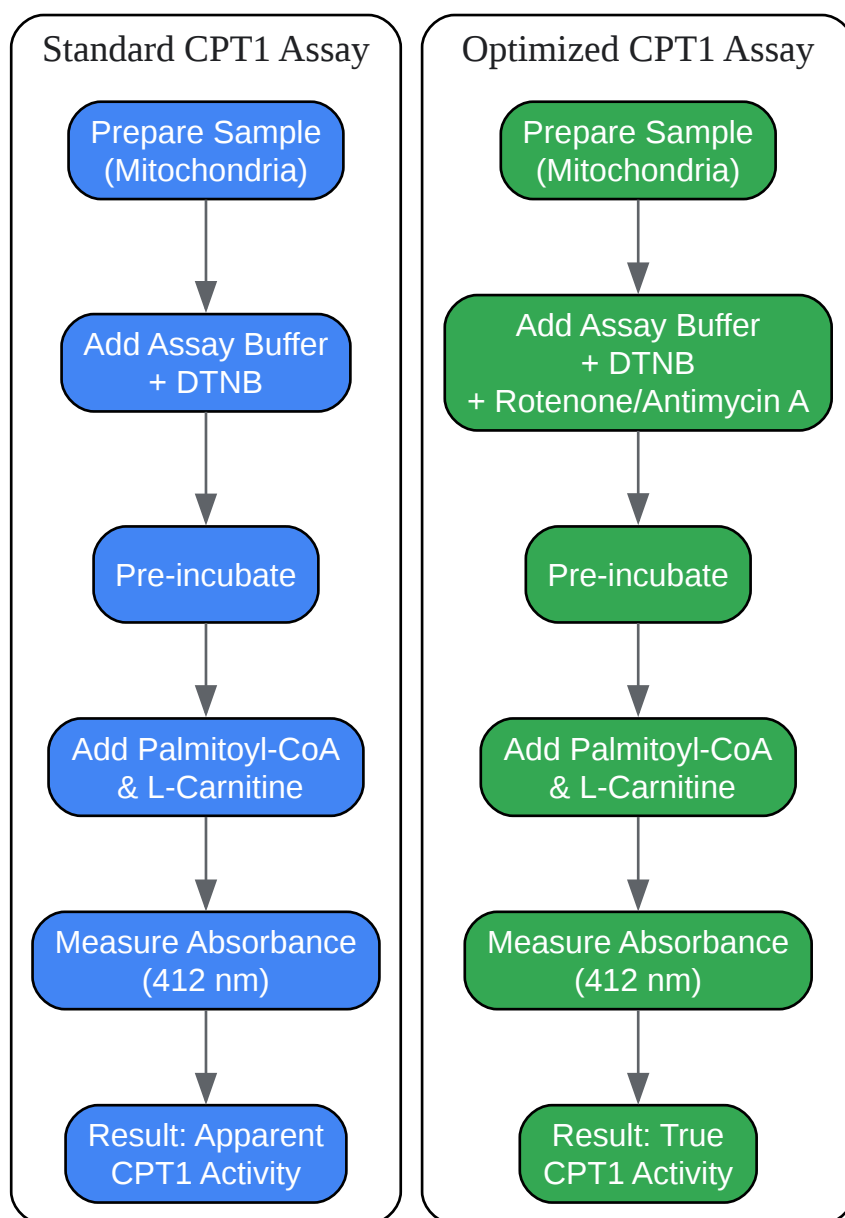 Standard CPT1 Assay
Prepare Sample
(Mitochondria)
Add Assay Buffer
+ DTNB
Pre-incubate
Add Palmitoyl-CoA
& L-Carnitine
Measure Absorbance
(412 nm)
Result: Apparent
CPT1 Activity
Optimized CPT1 Assay
Prepare Sample
(Mitochondria)
Add Assay Buffer
+ DTNB
+ Rotenone/Antimycin A
Pre-incubate
Add Palmitoyl-CoA
& L-Carnitine
Measure Absorbance
(412 nm)
Result: True
CPT1 Activity